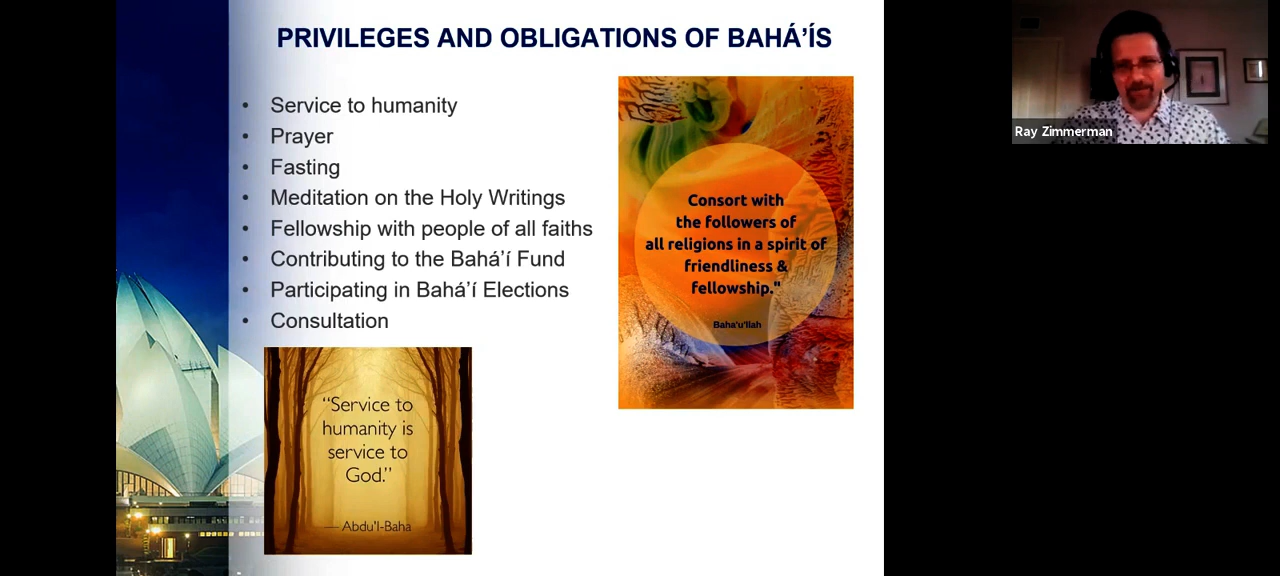 PRIVILEGES AND OBLIGATIONS OF BAHÁ’ÍS
• Service to humanity
• Prayer
• Fasting
• Meditation on the Holy Writings
• Fellowship with people of all faiths
• Contributing to the Bahá’í Fund
• Participating in Bahá’í Elections
• Consultation
“Service to
humanity is
service to
God.”
— Abdu’l-Baha
Consort with
the followers of
all religions in a spirit of
friendliness &
fellowship."
Baha'u'llah
Ray Zimmerman